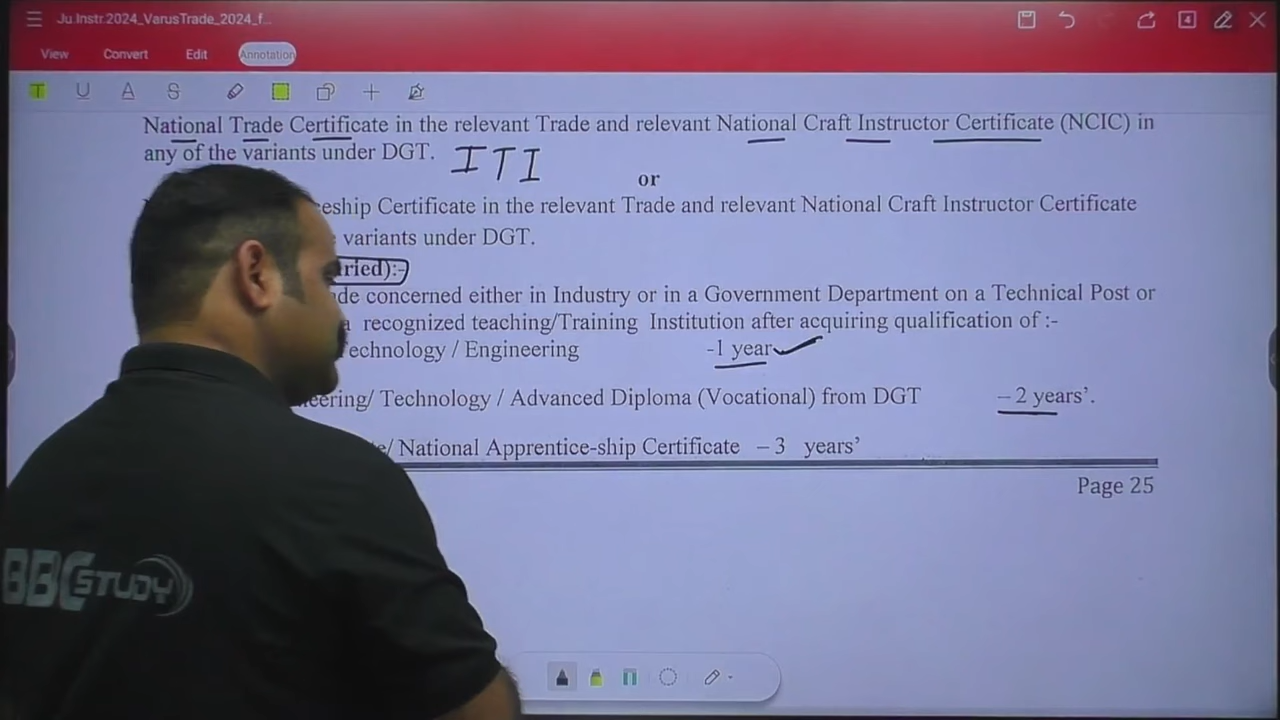 Ju.Instr.2024_VarusTrade_2024_f...
4
View Convert Edit Annotation
T U A S
National Trade Certificate in the relevant Trade and relevant National Craft Instructor Certificate (NCIC) in
any of the variants under DGT. ITI
or
eship Certificate in the relevant Trade and relevant National Craft Instructor Certificate
variants under DGT.
ried):-
de concerned either in Industry or in a Government Department on a Technical Post or
a recognized teaching/Training Institution after acquiring qualification of :-
Technology / Engineering -1 year
eering/ Technology / Advanced Diploma (Vocational) from DGT – 2 years’.
e/ National Apprentice-ship Certificate – 3 years’
Page 25
BBC STUDY